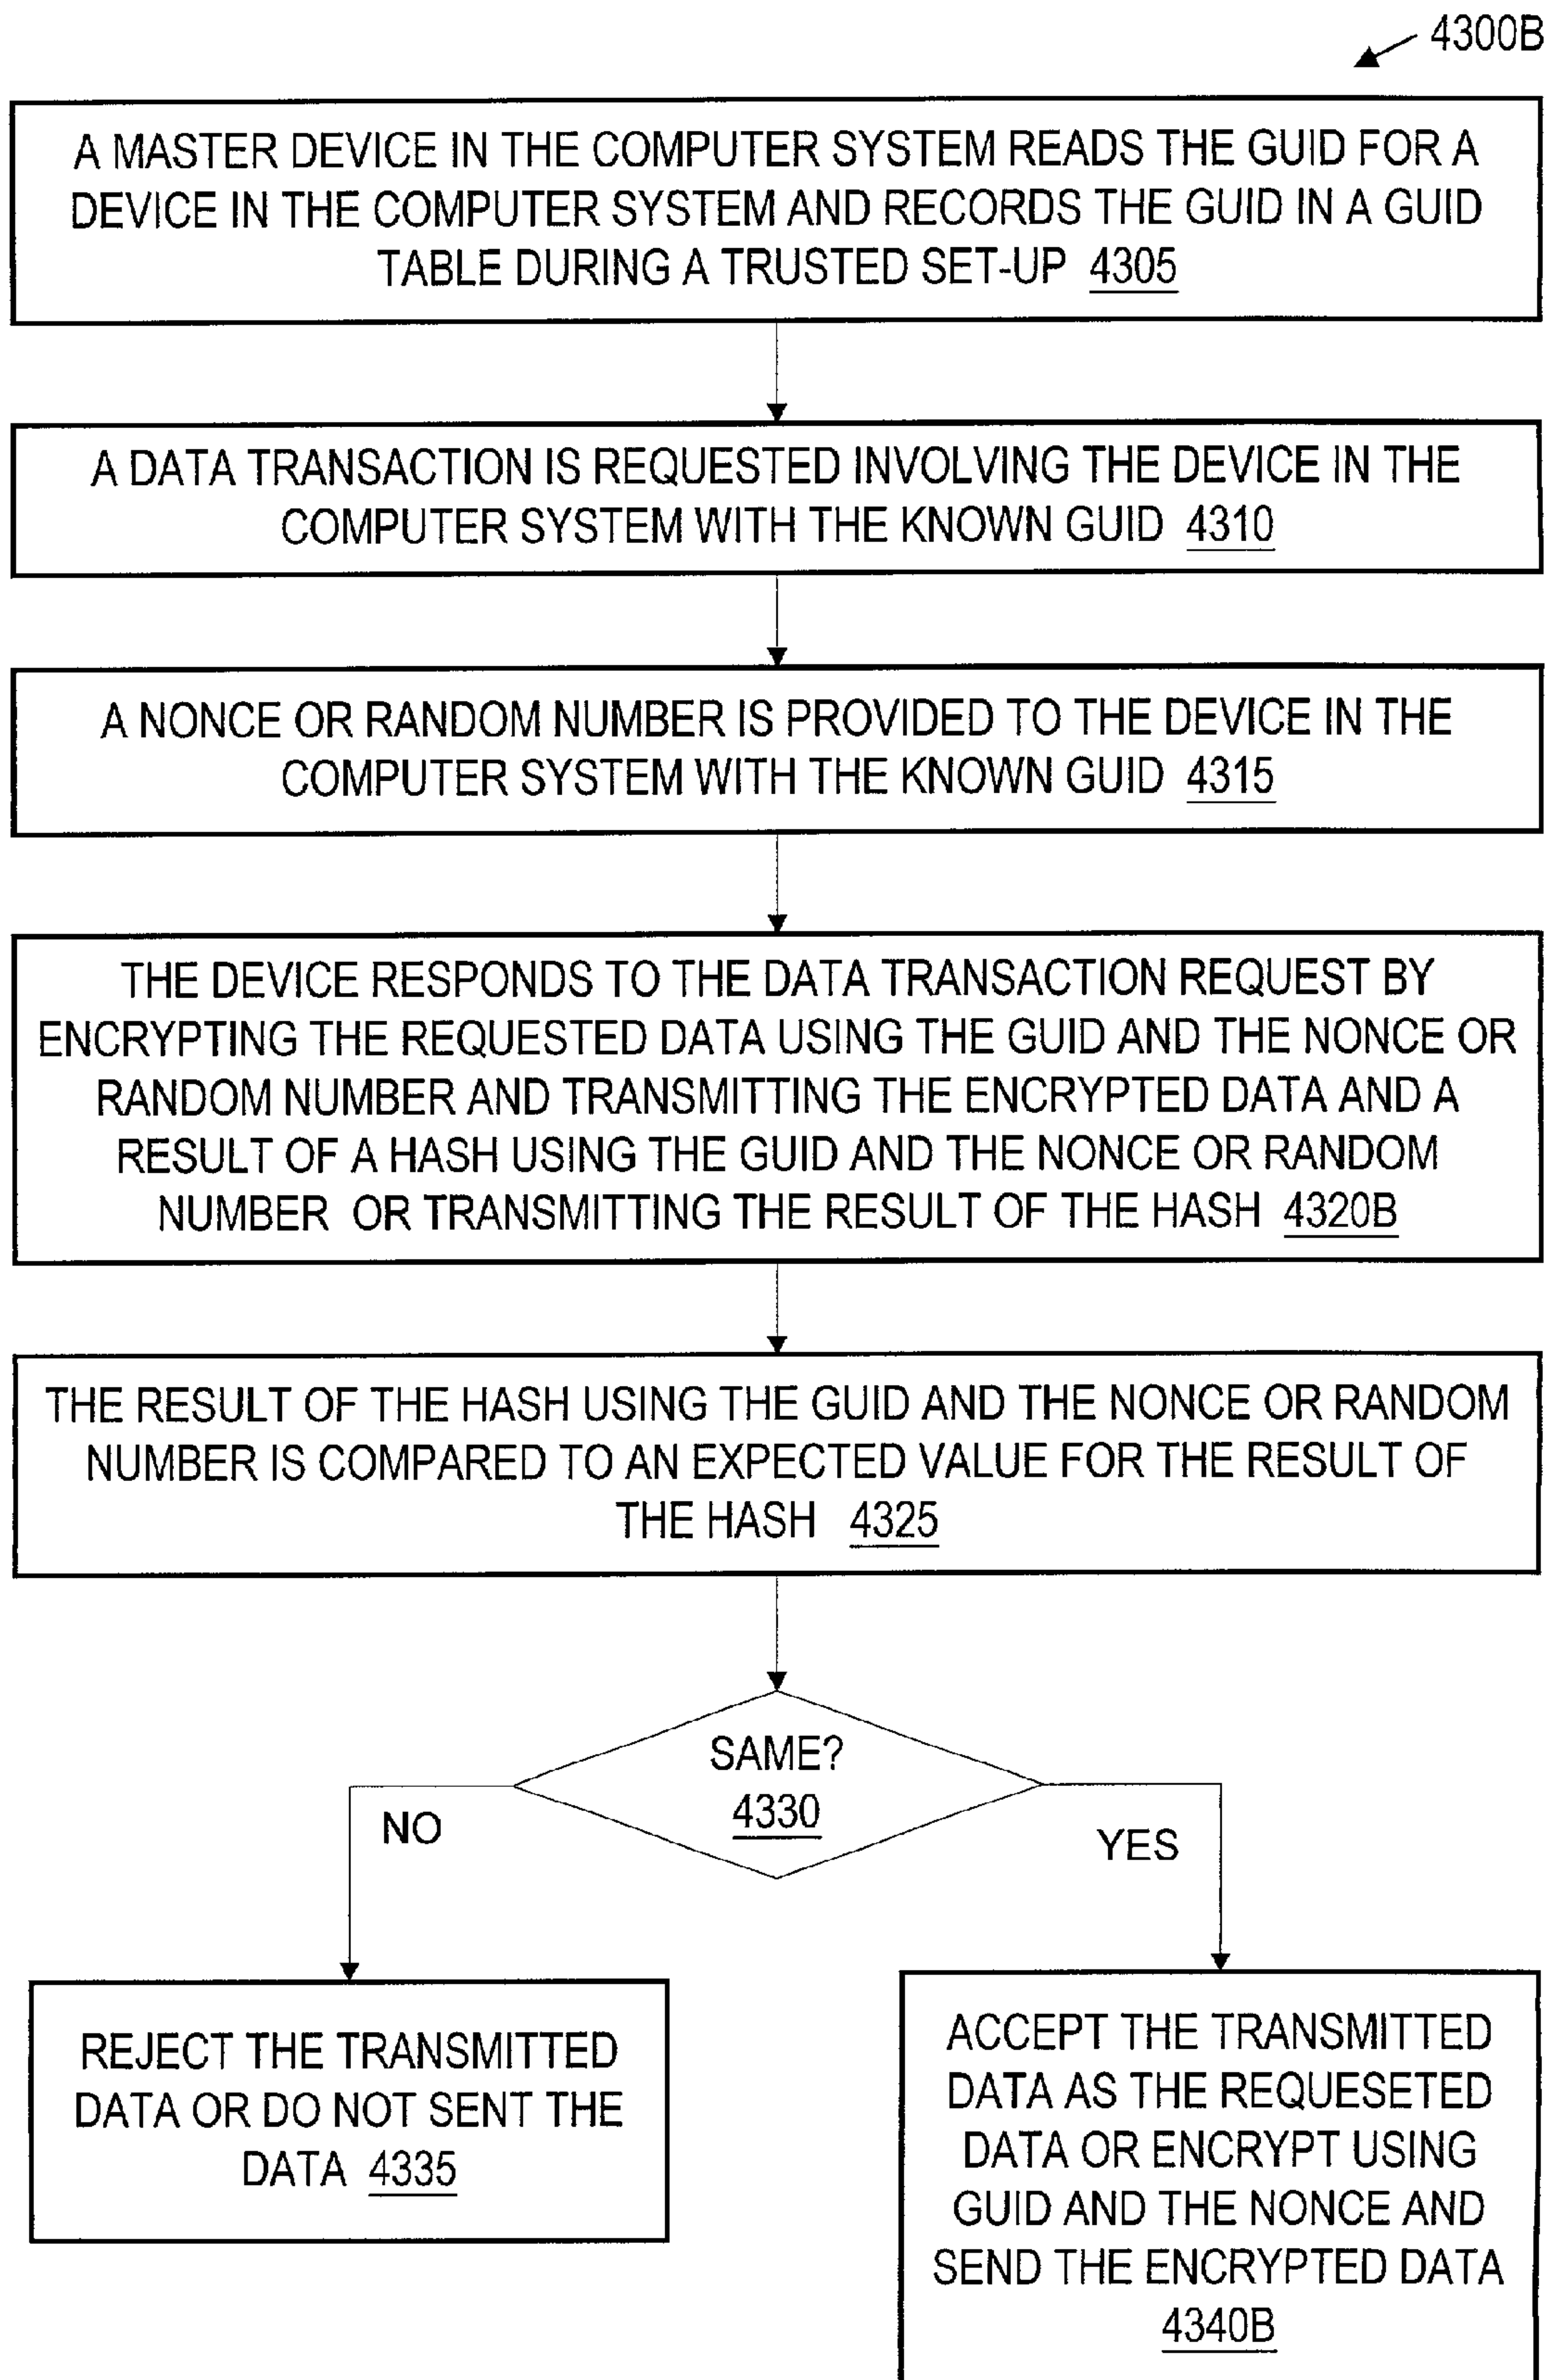 4300B
A MASTER DEVICE IN THE COMPUTER SYSTEM READS THE GUID FOR A
DEVICE IN THE COMPUTER SYSTEM AND RECORDS THE GUID IN A GUID
TABLE DURING A TRUSTED SET-UP 4305
A DATA TRANSACTION IS REQUESTED INVOLVING THE DEVICE IN THE
COMPUTER SYSTEM WITH THE KNOWN GUID 4310
A NONCE OR RANDOM NUMBER IS PROVIDED TO THE DEVICE IN THE
COMPUTER SYSTEM WITH THE KNOWN GUID 4315
THE DEVICE RESPONDS TO THE DATA TRANSACTION REQUEST BY
ENCRYPTING THE REQUESTED DATA USING THE GUID AND THE NONCE OR
RANDOM NUMBER AND TRANSMITTING THE ENCRYPTED DATA AND A
RESULT OF A HASH USING THE GUID AND THE NONCE OR RANDOM
NUMBER OR TRANSMITTING THE RESULT OF THE HASH 4320B
THE RESULT OF THE HASH USING THE GUID AND THE NONCE OR RANDOM
NUMBER IS COMPARED TO AN EXPECTED VALUE FOR THE RESULT OF
THE HASH 4325
SAME?
4330
NO
YES
REJECT THE TRANSMITTED
DATA OR DO NOT SENT THE
DATA 4335
ACCEPT THE TRANSMITTED
DATA AS THE REQUESETED
DATA OR ENCRYPT USING
GUID AND THE NONCE AND
SEND THE ENCRYPTED DATA
4340B